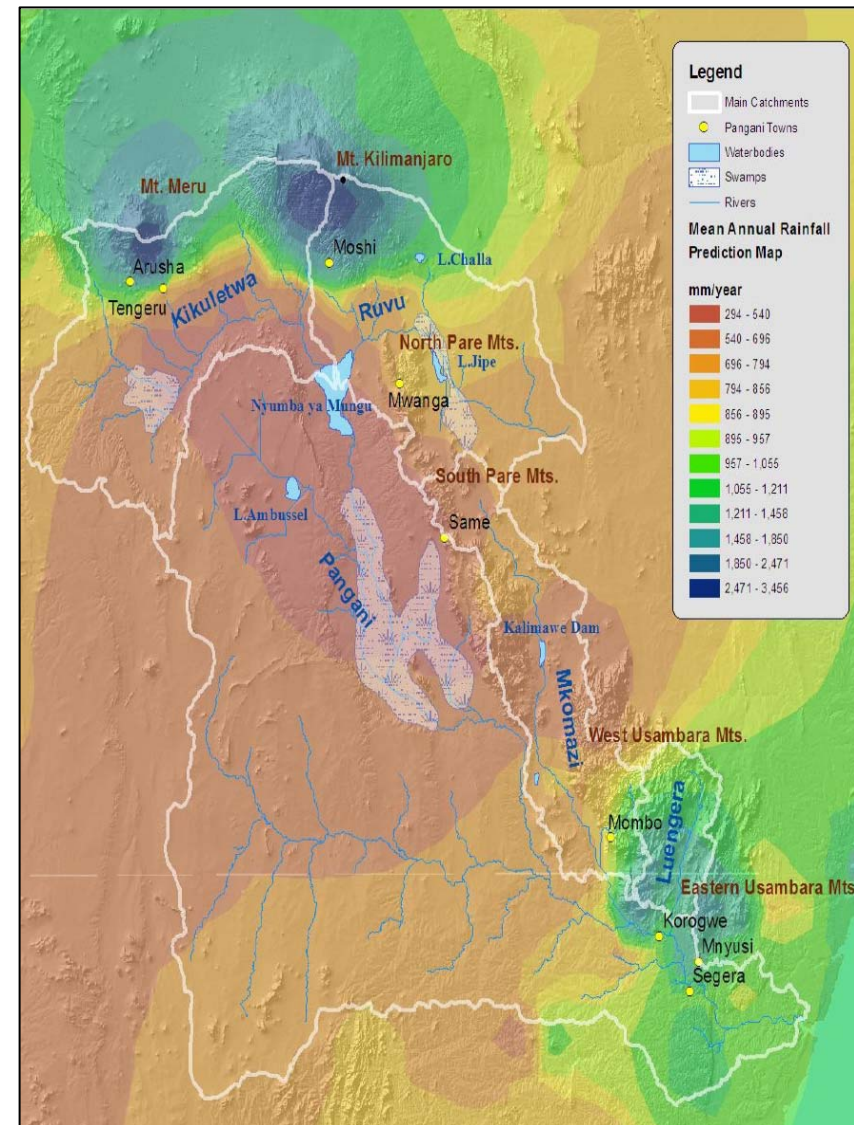 Legend
Main Catchments
Pangani Towns
Waterbodies
Swamps
Rivers
Mean Annual Rainfall
Prediction Map
mm/year
294 - 540
540 - 696
696 - 794
794 - 856
856 - 895
895 - 957
957 - 1,055
1,055 - 1,211
1,211 - 1,458
1,458 - 1,850
1,850 - 2,471
2,471 - 3,456
Mt. Kilimanjaro
Mt. Meru
Moshi
L.Challa
Arusha
Tengeru
Kikuletwa
Ruvu
North Pare Mts.
L.Jipe
Nyumba ya Mungu
Mwanga
South Pare Mts.
L.Ambussel
Same
Pangani
Kalimawe Dam
Mkomazi
West Usambara Mts.
Mombo
Luengera
Eastern Usambara Mts
Korogwe
Mnyusi
Segera